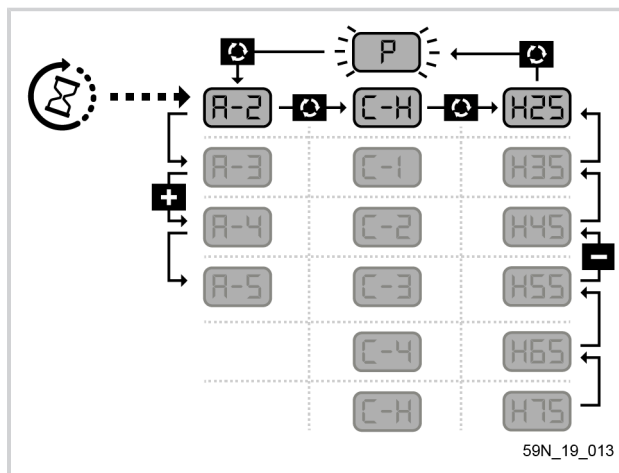 P
A-2 C-H H25
A-3 C-1 H35
+
A-4 C-2 H45
-
A-5 C-3 H55
C-4 H65
C-H H75
59N_19_013